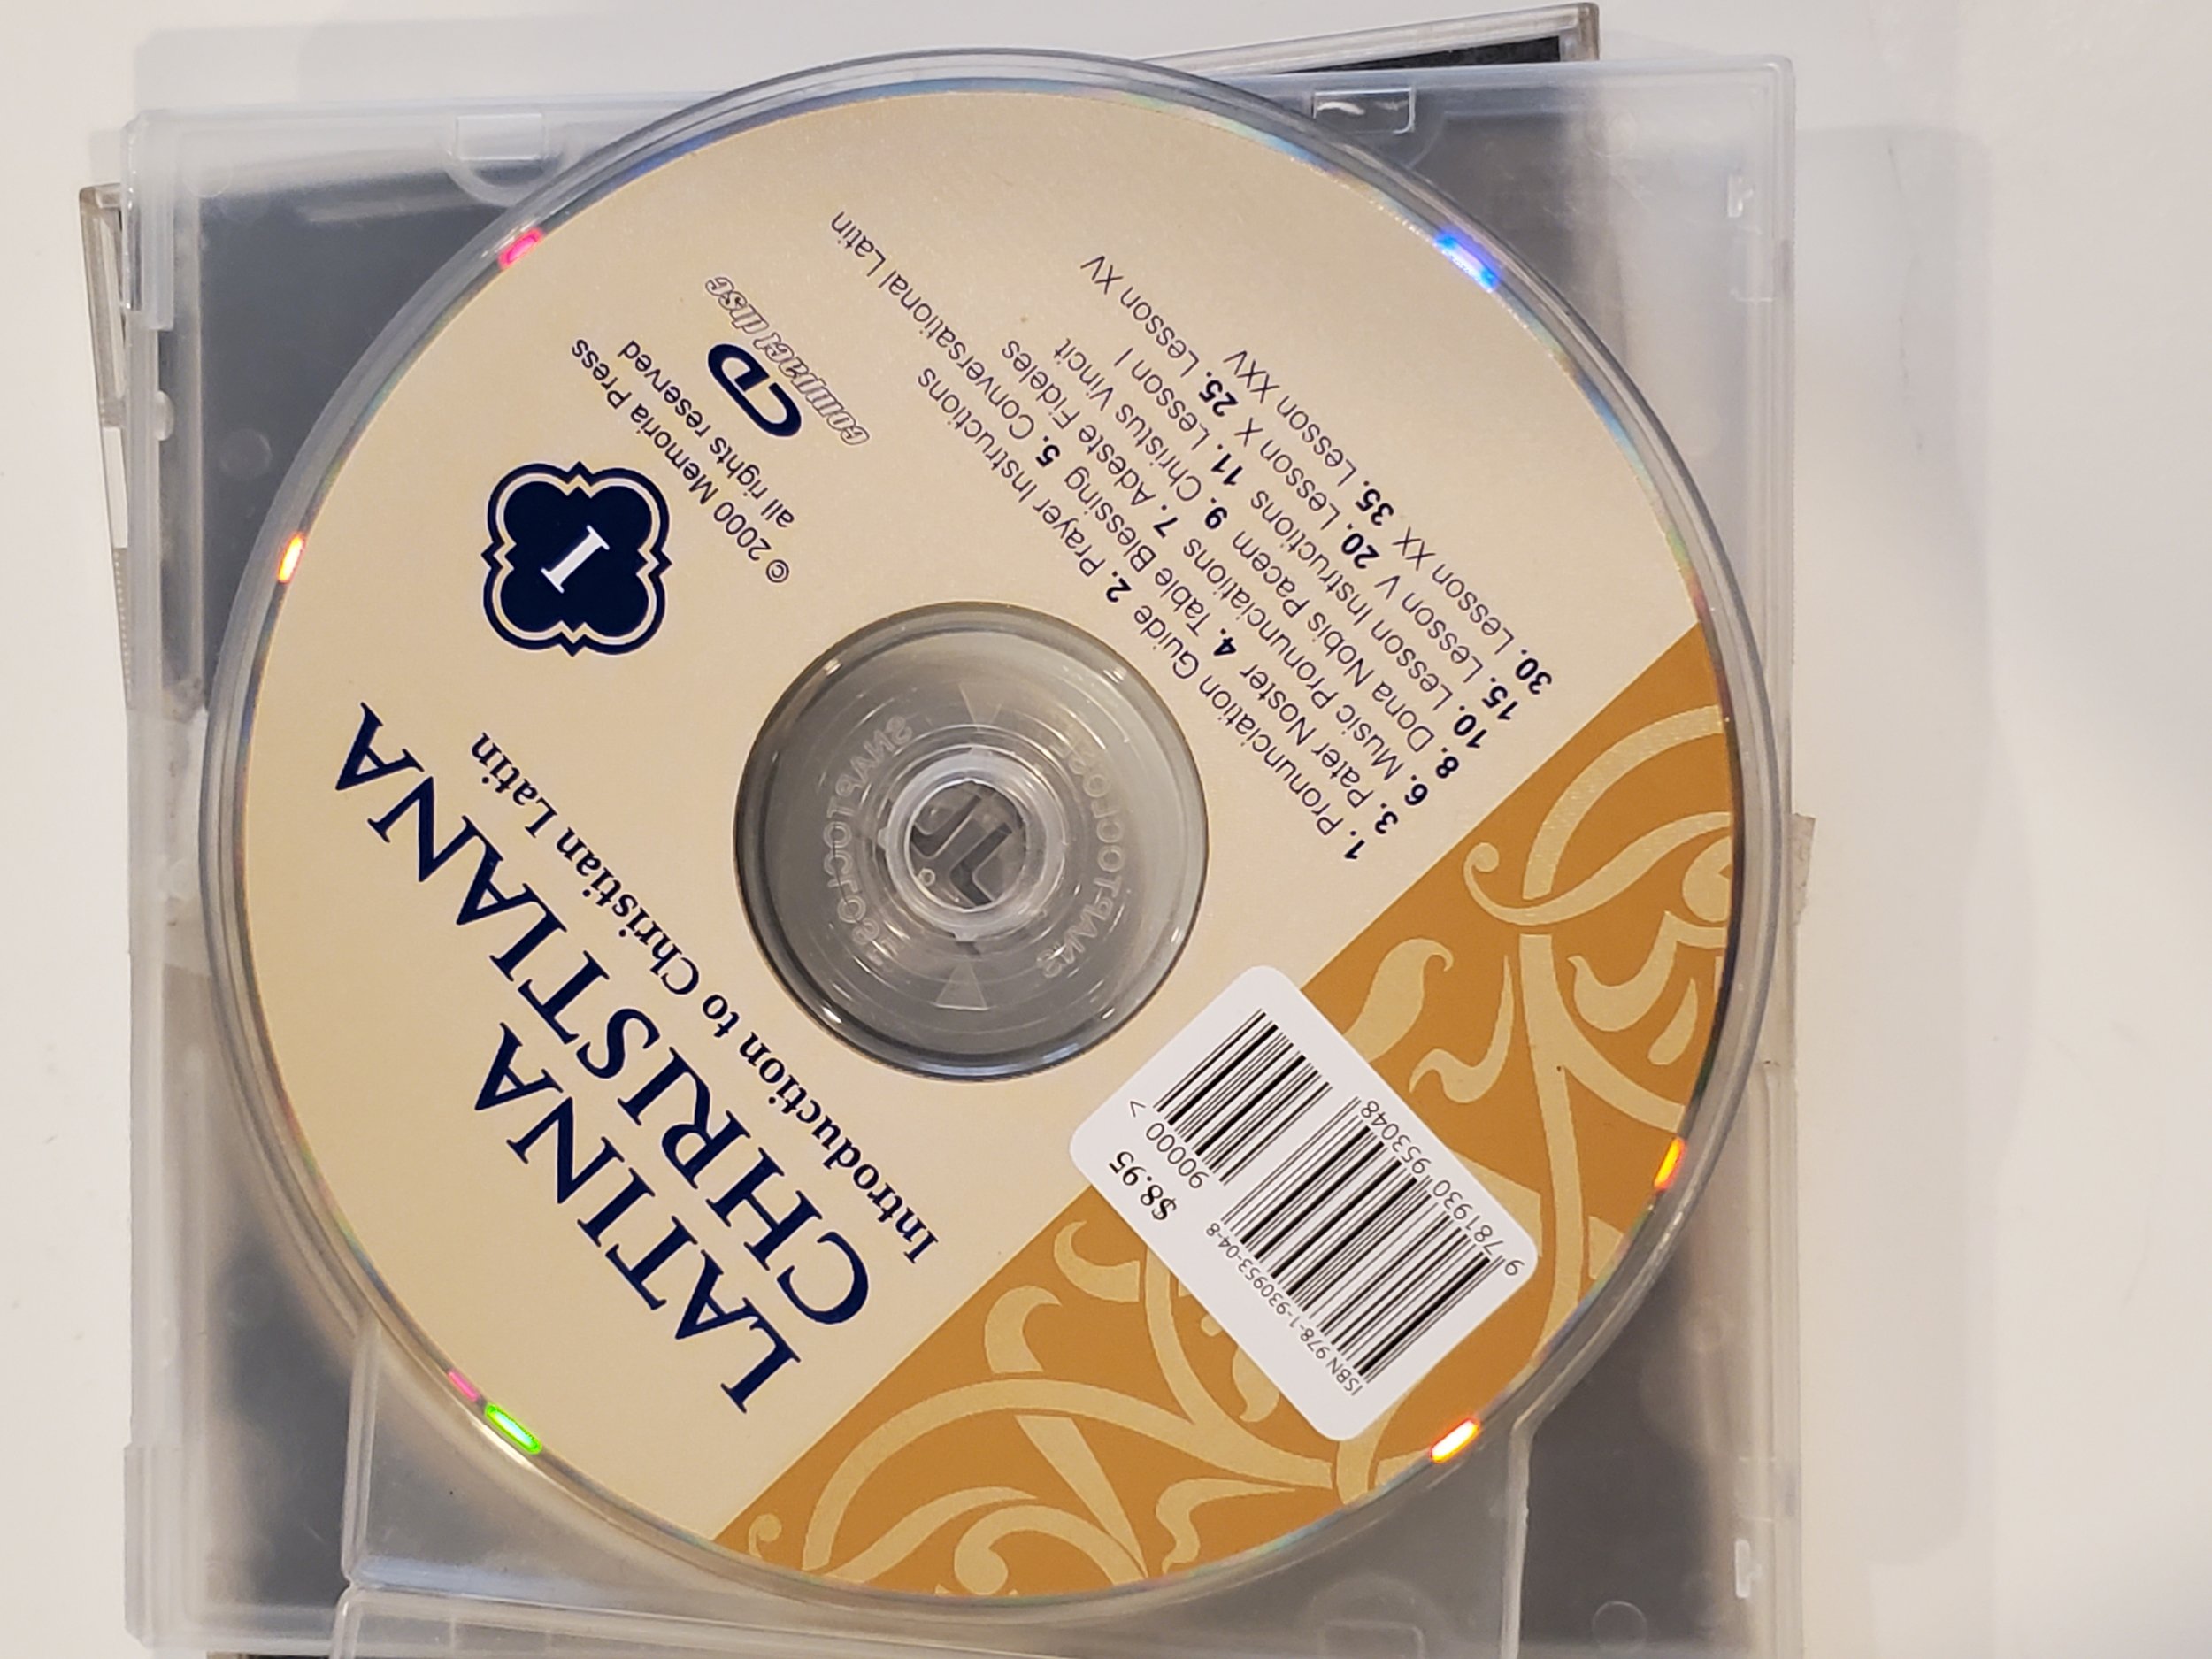 LATINA
CHRISTIANA
Introduction to Christian Latin
I
© 2000 Memoria Press
all rights reserved
COMPACT disc
1. Pronunciation Guide 2. Prayer Instructions
3. Pater Noster 4. Table Blessing 5. Conversational Latin
6. Music Pronunciations 7. Adeste Fideles
8. Dona Nobis Pacem 9. Christus Vincit
10. Lesson Instructions 11. Lesson I
15. Lesson V 20. Lesson X 25. Lesson XV
30. Lesson XX 35. Lesson XXV
ISBN 978-1-930953-04-8
9 781930 953048
90000 >
$8.95